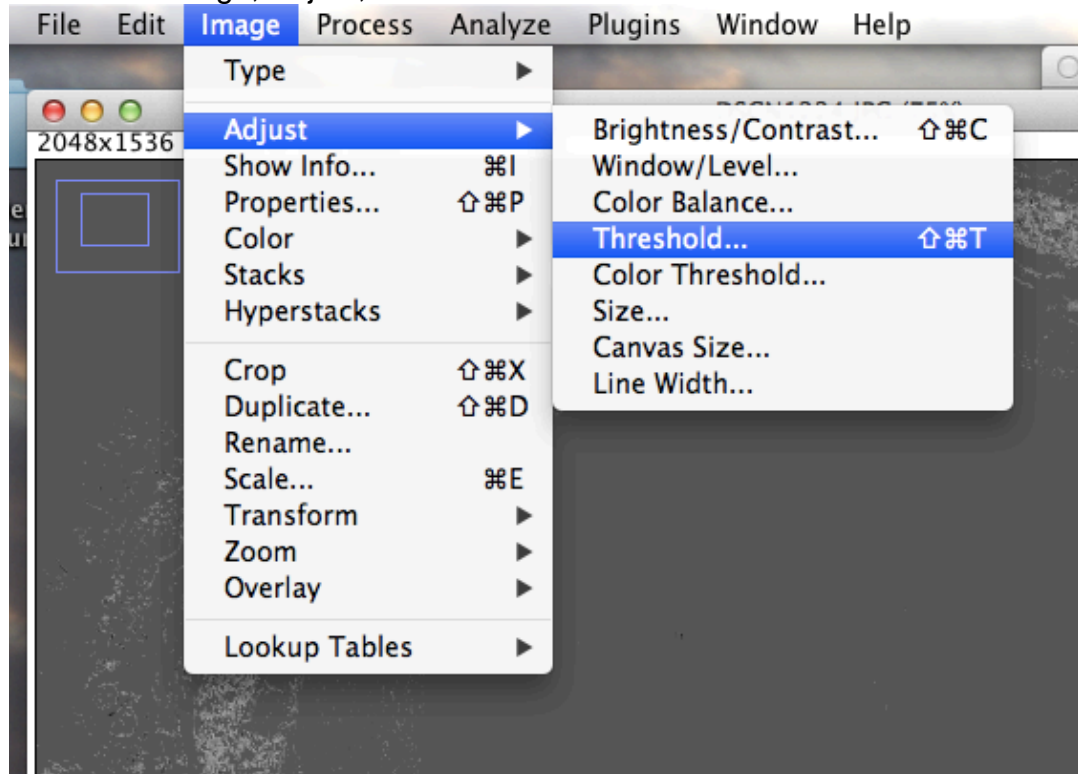 File Edit Image Process Analyze Plugins Window Help
Type ▶
2048x1536
Adjust ▶
Show Info... ⌘I
Properties... ⇧⌘P
Color ▶
Stacks ▶
Hyperstacks ▶
Crop ⇧⌘X
Duplicate... ⇧⌘D
Rename...
Scale... ⌘E
Transform ▶
Zoom ▶
Overlay ▶
Lookup Tables ▶
Brightness/Contrast... ⇧⌘C
Window/Level...
Color Balance...
Threshold... ⇧⌘T
Color Threshold...
Size...
Canvas Size...
Line Width...